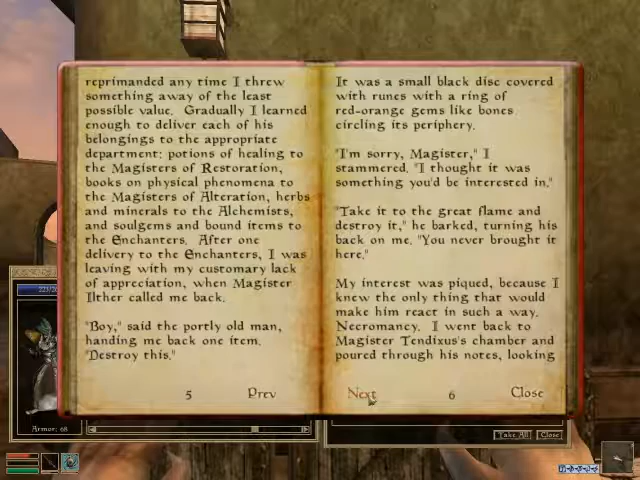 reprimanded any time I threw
something away of the least
possible value. Gradually I learned
enough to deliver each of his
belongings to the appropriate
department: potions of healing to
the Magisters of Restoration,
books on physical phenomena to
the Magisters of Alteration, herbs
and minerals to the Alchemists,
and soulgems and bound items to
the Enchanters. After one
delivery to the Enchanters, I was
leaving with my customary lack
of appreciation, when Magister
Ilther called me back.
"Boy," said the portly old man,
handing me back one item.
"Destroy this."
5
Prev
It was a small black disc covered
with runes with a ring of
red-orange gems like bones
circling its periphery.
"I'm sorry, Magister," I
stammered. "I thought it was
something you'd be interested in."
"Take it to the great flame and
destroy it," he barked, turning his
back on me. "You never brought it
here."
My interest was piqued, because I
knew the only thing that would
make him react in such a way.
Necromancy. I went back to
Magister Tendixus's chamber and
poured through his notes, looking
Next
6
Close
Armor: 68
Take All
Close